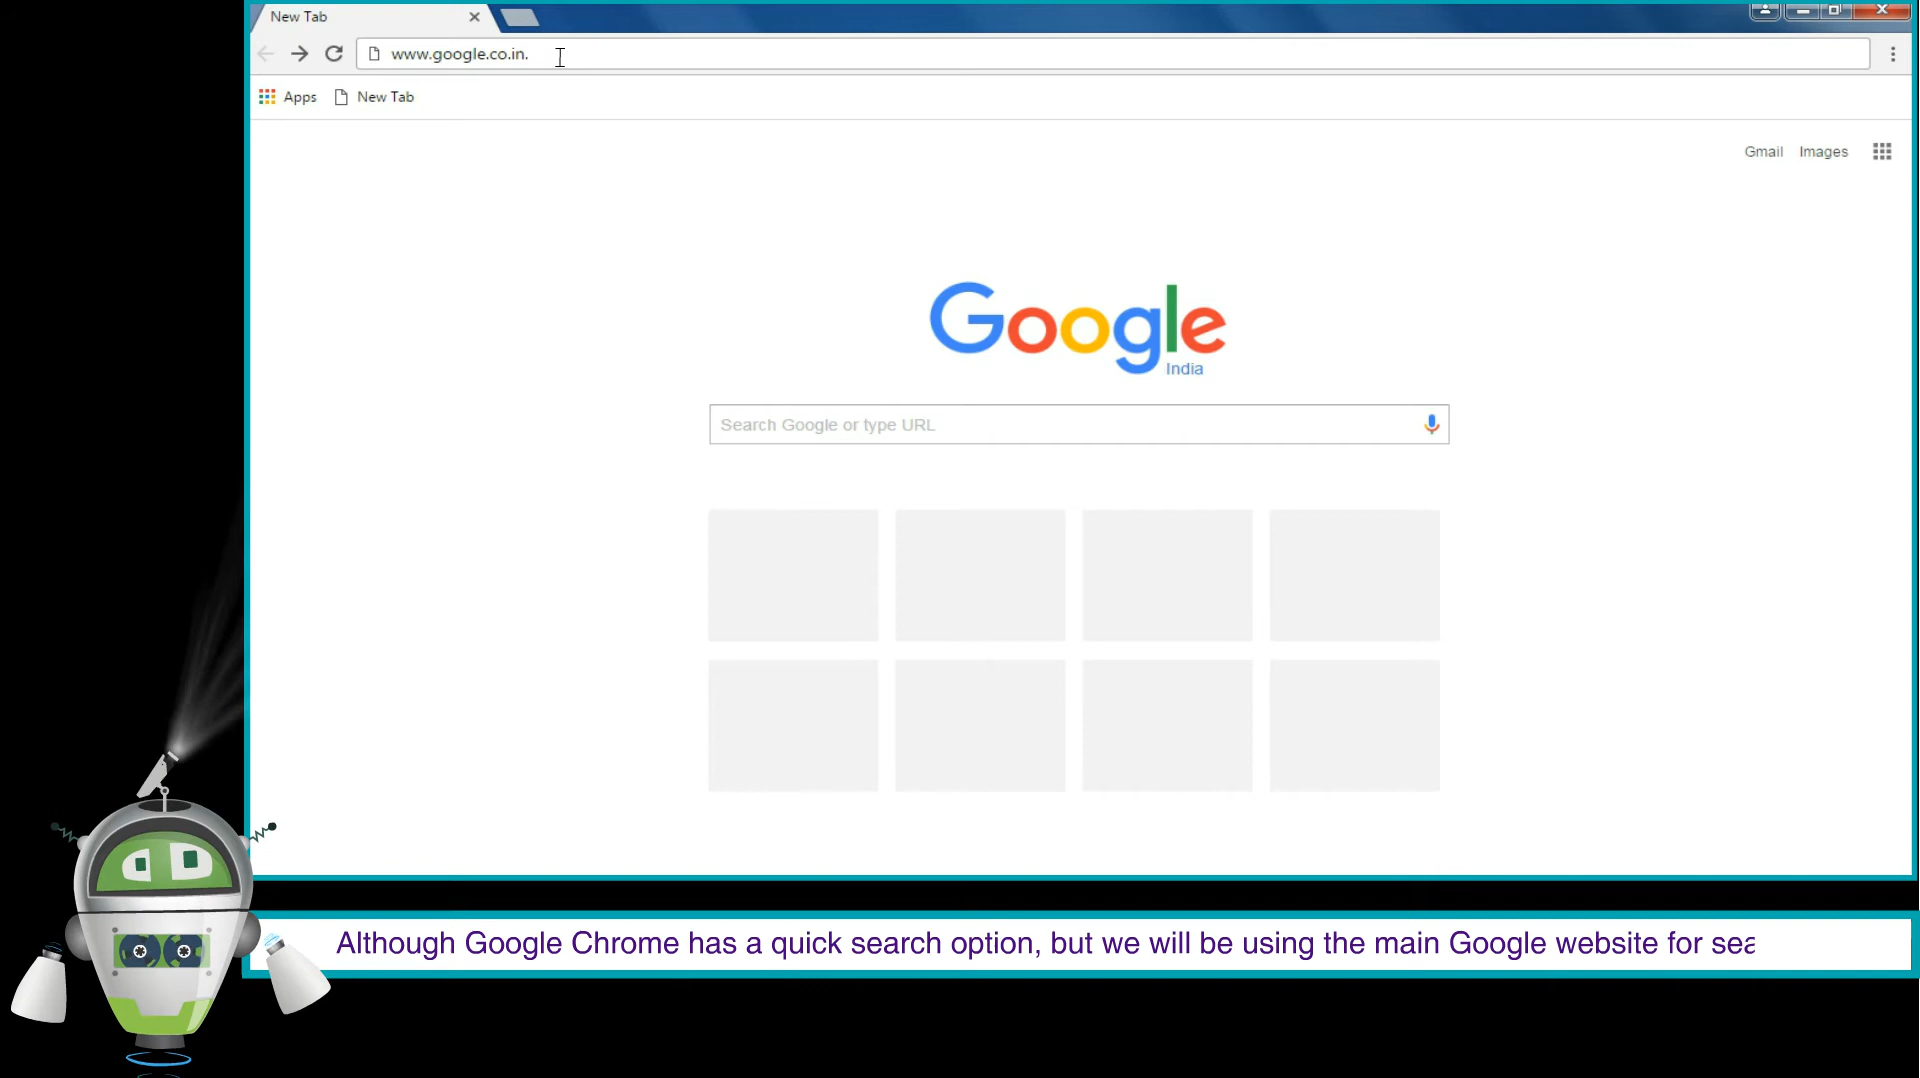 New Tab
www.google.co.in.
Apps
New Tab
Gmail
Images
Google
India
Search Google or type URL
Although Google Chrome has a quick search option, but we will be using the main Google website for sea